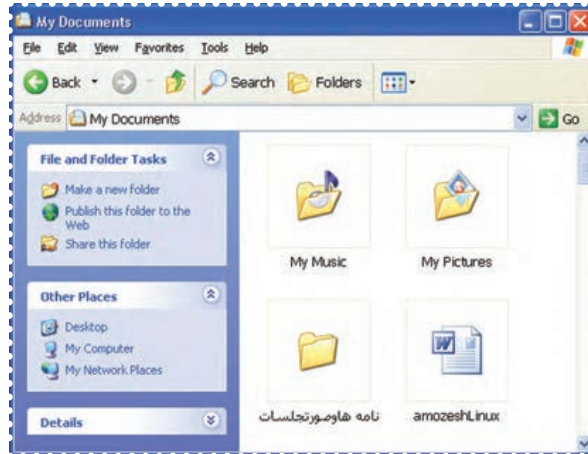 My Documents
File Edit View Favorites Tools Help
Back Search Folders
Address My Documents Go
File and Folder Tasks
Make a new folder
Publish this folder to the
Web
Share this folder
Other Places
Desktop
My Computer
My Network Places
Details
My Music My Pictures
نامه هاوصورتجلسات amozeshLinux